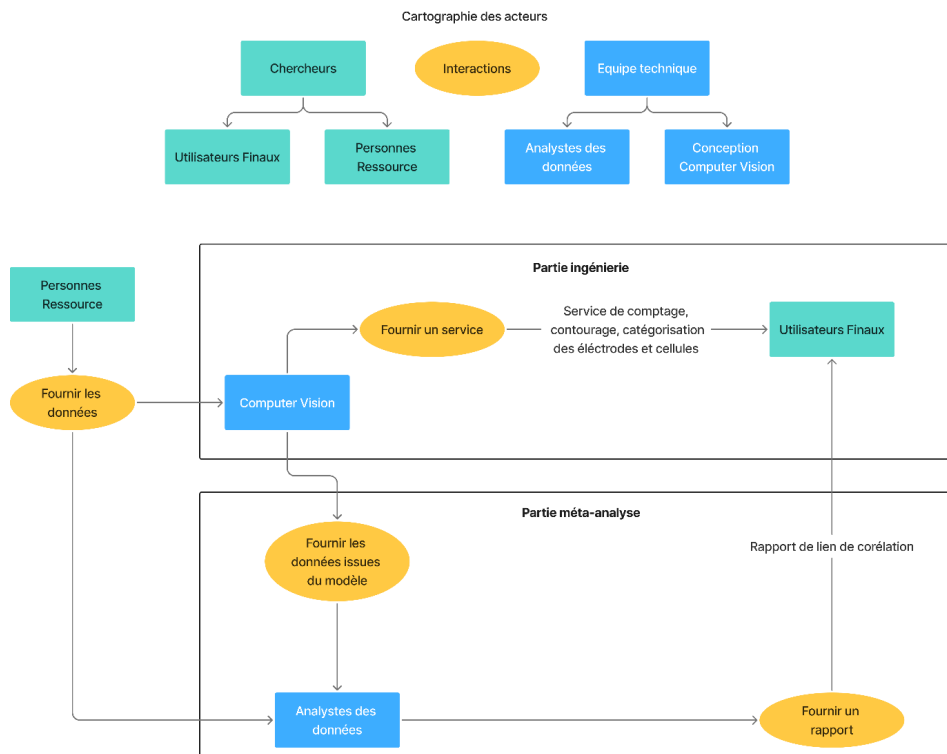 Cartographie des acteurs
Chercheurs
Interactions
Equipe technique
Utilisateurs Finaux
Personnes
Ressource
Analystes des
données
Conception
Computer Vision
Partie ingénierie
Personnes
Ressource
Fournir un service
Service de comptage,
contourage, catégorisation
des éléctrodes et cellules
Utilisateurs Finaux
Fournir les
données
Computer Vision
Partie méta-analyse
Fournir les
données issues
du modèle
Rapport de lien de corélation
Analystes des
données
Fournir un
rapport